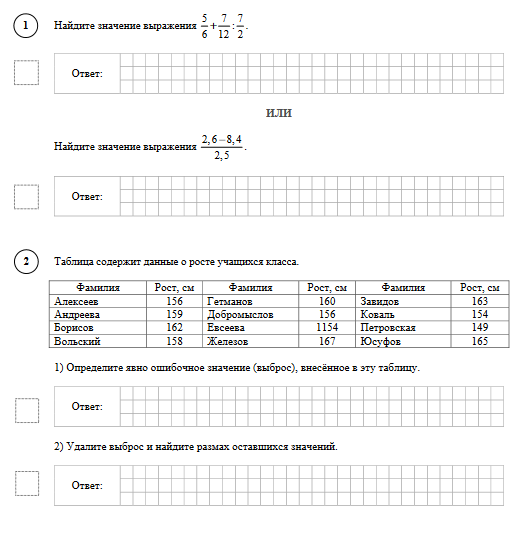 1 Найдите значение выражения 5/6+7/12:7/2.
Ответ:
ИЛИ
Найдите значение выражения (2,6−8,4)/2,5.
Ответ:
2 Таблица содержит данные о росте учащихся класса.
Фамилия Рост, см Фамилия Рост, см Фамилия Рост, см
Алексеев 156 Гетманов 160 Завидов 163
Андреева 159 Добромыслов 156 Коваль 154
Борисов 162 Евсеева 1154 Петровская 149
Вольский 158 Железов 167 Юсуфов 165
1) Определите явно ошибочное значение (выброс), внесённое в эту таблицу.
Ответ:
2) Удалите выброс и найдите размах оставшихся значений.
Ответ: